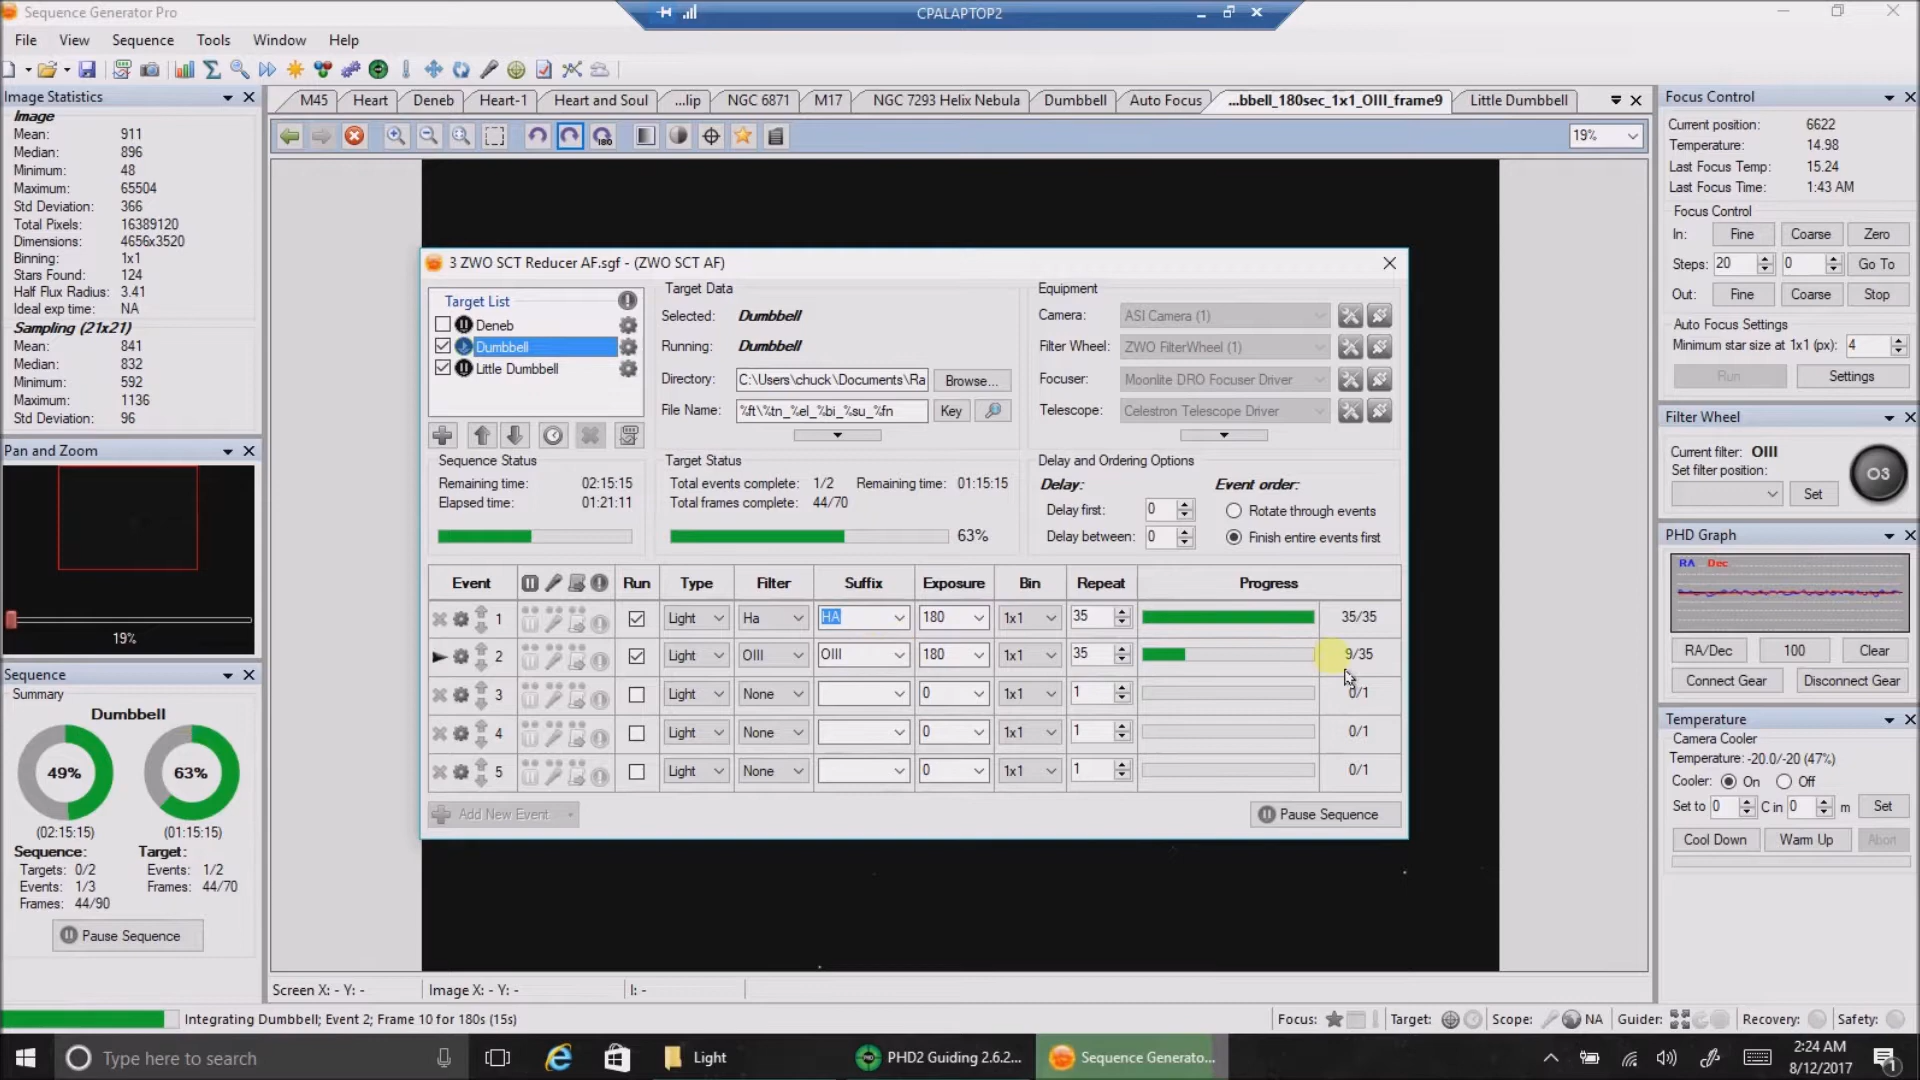 Sequence Generator Pro
CPALAPTOP2
File View Sequence Tools Window Help
Image Statistics
Image
Mean: 911
Median: 896
Minimum: 48
Maximum: 65504
Std Deviation: 366
Total Pixels: 16389120
Dimensions: 4656x3520
Binning: 1x1
Stars Found: 124
Half Flux Radius: 3.41
Ideal exp time: NA
Sampling (21x21)
Mean: 841
Median: 832
Minimum: 592
Maximum: 1136
Std Deviation: 96
Pan and Zoom
19%
Sequence
Summary
Dumbbell
49% 63%
(02:15:15) (01:15:15)
Sequence: Target:
Targets: 0/2 Events: 1/2
Events: 1/3 Frames: 44/70
Frames: 44/90
Pause Sequence
M45 Heart Deneb Heart-1 Heart and Soul ...lip NGC 6871 M17 NGC 7293 Helix Nebula Dumbbell Auto Focus ...bbell_180sec_1x1_OIII_frame9 Little Dumbbell
180
19%
3 ZWO SCT Reducer AF.sgf - (ZWO SCT AF)
Target List
Deneb
Dumbbell
Little Dumbbell
Target Data
Selected: Dumbbell
Running: Dumbbell
Directory: C:\Users\chuck\Documents\Ra Browse...
File Name: %ft\%tn_%el_%bi_%su_%fn Key
Equipment
Camera: ASI Camera (1)
Filter Wheel: ZWO FilterWheel (1)
Focuser: Moonlite DRO Focuser Driver
Telescope: Celestron Telescope Driver
Sequence Status
Remaining time: 02:15:15
Elapsed time: 01:21:11
Target Status
Total events complete: 1/2 Remaining time: 01:15:15
Total frames complete: 44/70
63%
Delay and Ordering Options
Delay: Event order:
Delay first: 0 Rotate through events
Delay between: 0 Finish entire events first
Event Run Type Filter Suffix Exposure Bin Repeat Progress
1 Light Ha HA 180 1x1 35 35/35
2 Light OIII OIII 180 1x1 35 9/35
3 Light None 0 1x1 1 0/1
4 Light None 0 1x1 1 0/1
5 Light None 0 1x1 1 0/1
Add New Event Pause Sequence
Screen X: - Y: - Image X: - Y: - I: -
Focus Control
Current position: 6622
Temperature: 14.98
Last Focus Temp: 15.24
Last Focus Time: 1:43 AM
Focus Control
In: Fine Coarse Zero
Steps: 20 0 Go To
Out: Fine Coarse Stop
Auto Focus Settings
Minimum star size at 1x1 (px): 4
Run Settings
Filter Wheel
Current filter: OIII
Set filter position:
Set
O3
PHD Graph
RA Dec
RA/Dec 100 Clear
Connect Gear Disconnect Gear
Temperature
Camera Cooler
Temperature: -20.0/-20 (47%)
Cooler: On Off
Set to 0 C in 0 m Set
Cool Down Warm Up Abort
Integrating Dumbbell; Event 2; Frame 10 for 180s (15s)
Focus: Target: Scope: NA Guider: Recovery: Safety:
Type here to search
Light
PHD2 Guiding 2.6.2...
Sequence Generato...
2:24 AM
8/12/2017
1